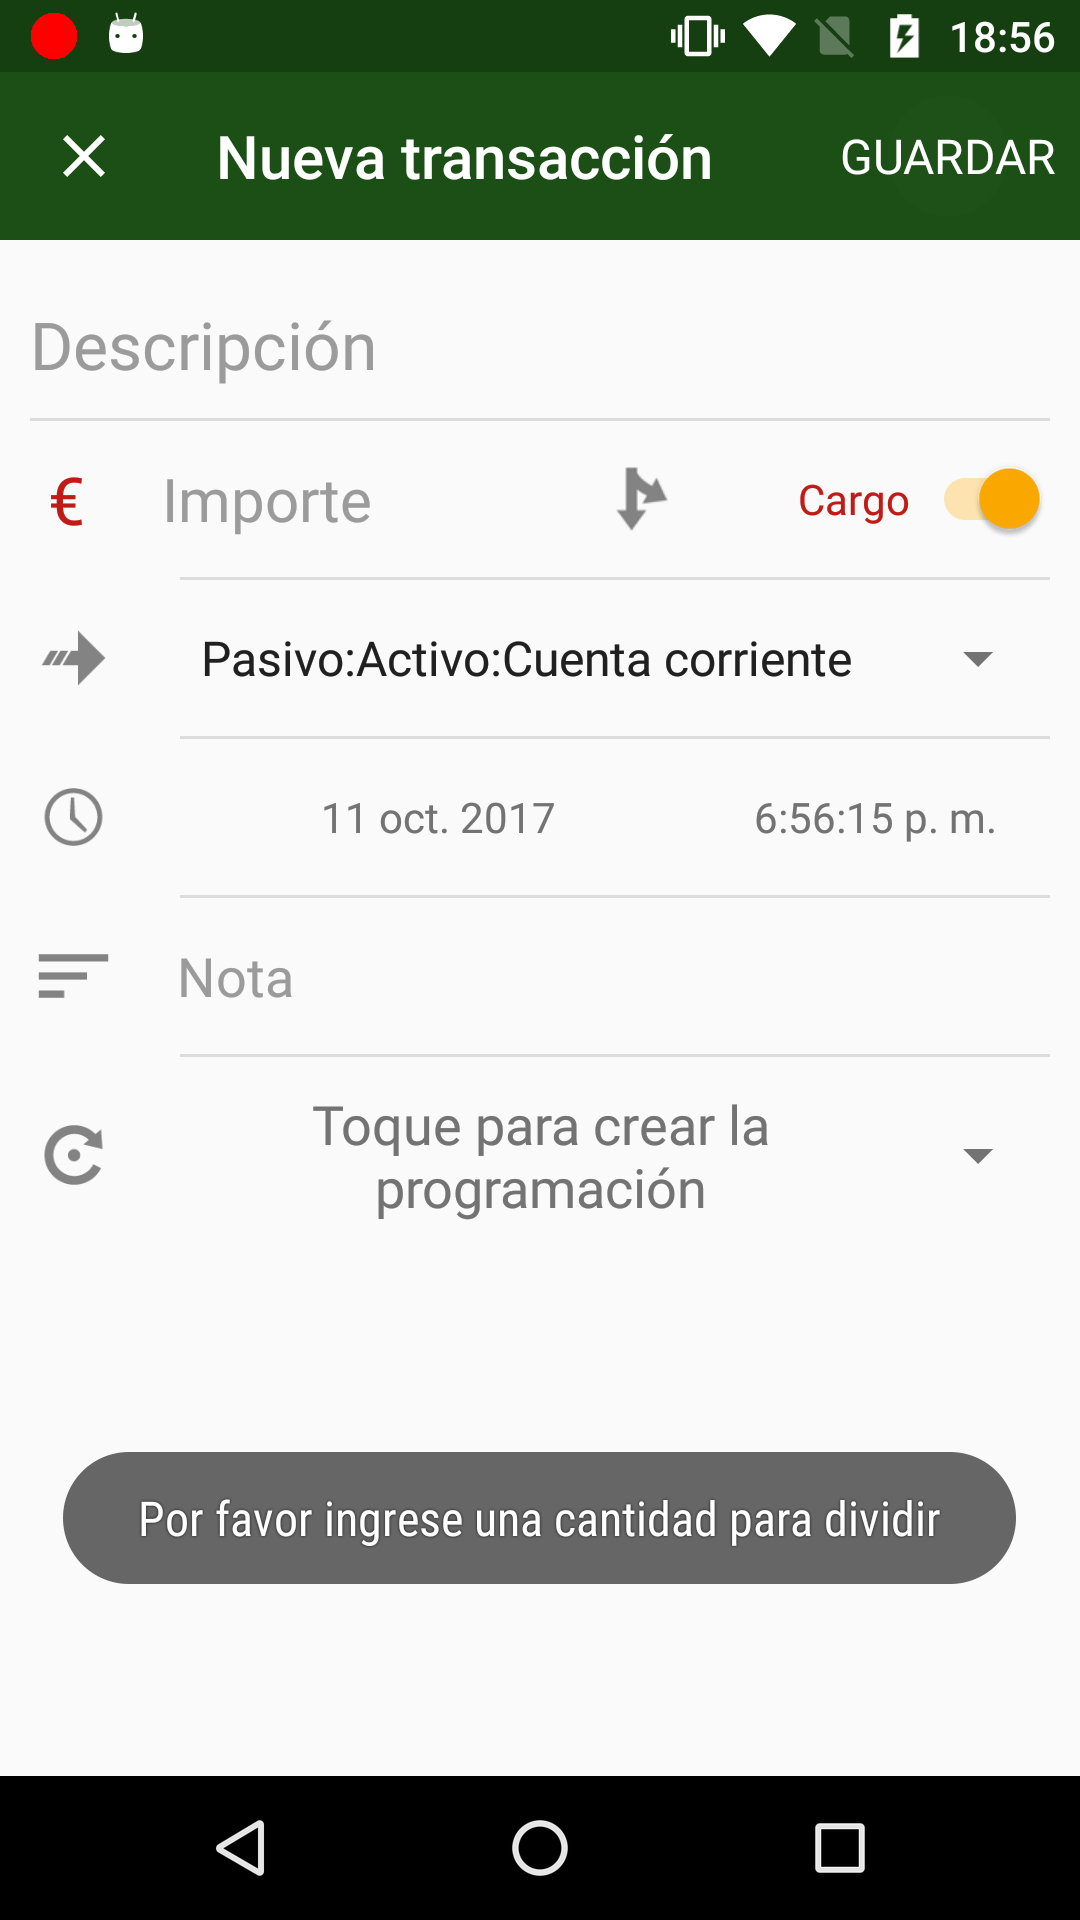 18:56
Nueva transacción
GUARDAR
Descripción
€ Importe Cargo
Pasivo:Activo:Cuenta corriente
11 oct. 2017 6:56:15 p. m.
Nota
Toque para crear la
programación
Por favor ingrese una cantidad para dividir